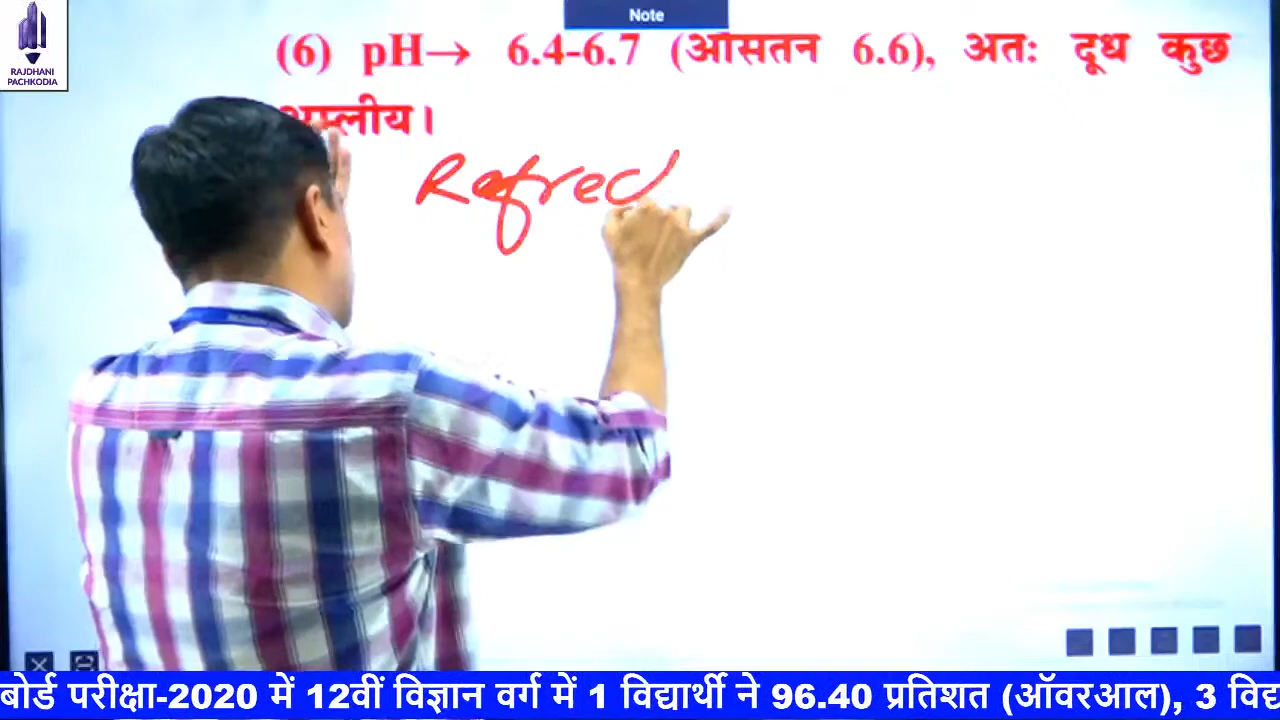 Note
RAJDHANI
PACHKODIA
(6) pH→ 6.4-6.7 (औसतन 6.6), अतः दूध कुछ
अम्लीय।
Refrec
बोर्ड परीक्षा-2020 में 12वीं विज्ञान वर्ग में 1 विद्यार्थी ने 96.40 प्रतिशत (ऑवरआल), 3 विद्य